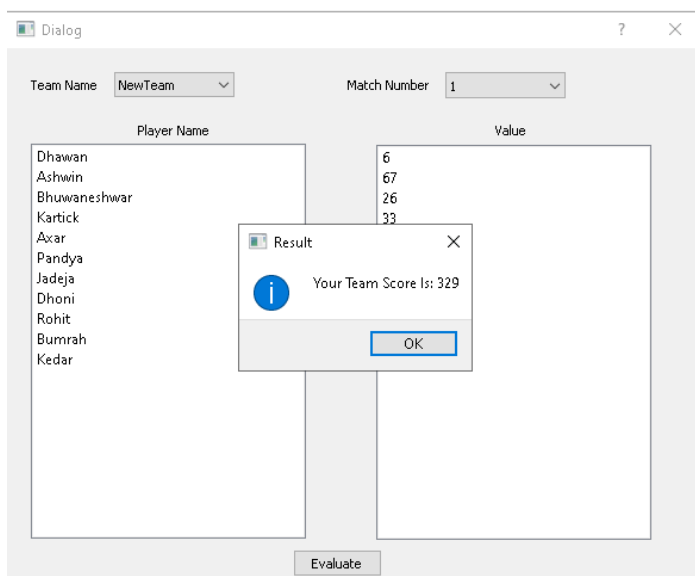 Dialog ?
Team Name NewTeam Match Number 1
Player Name Value
Dhawan 6
Ashwin 67
Bhuwaneshwar 26
Kartick 33
Axar
Pandya
Jadeja
Dhoni
Rohit
Bumrah
Kedar
Result
Your Team Score Is: 329
OK
Evaluate